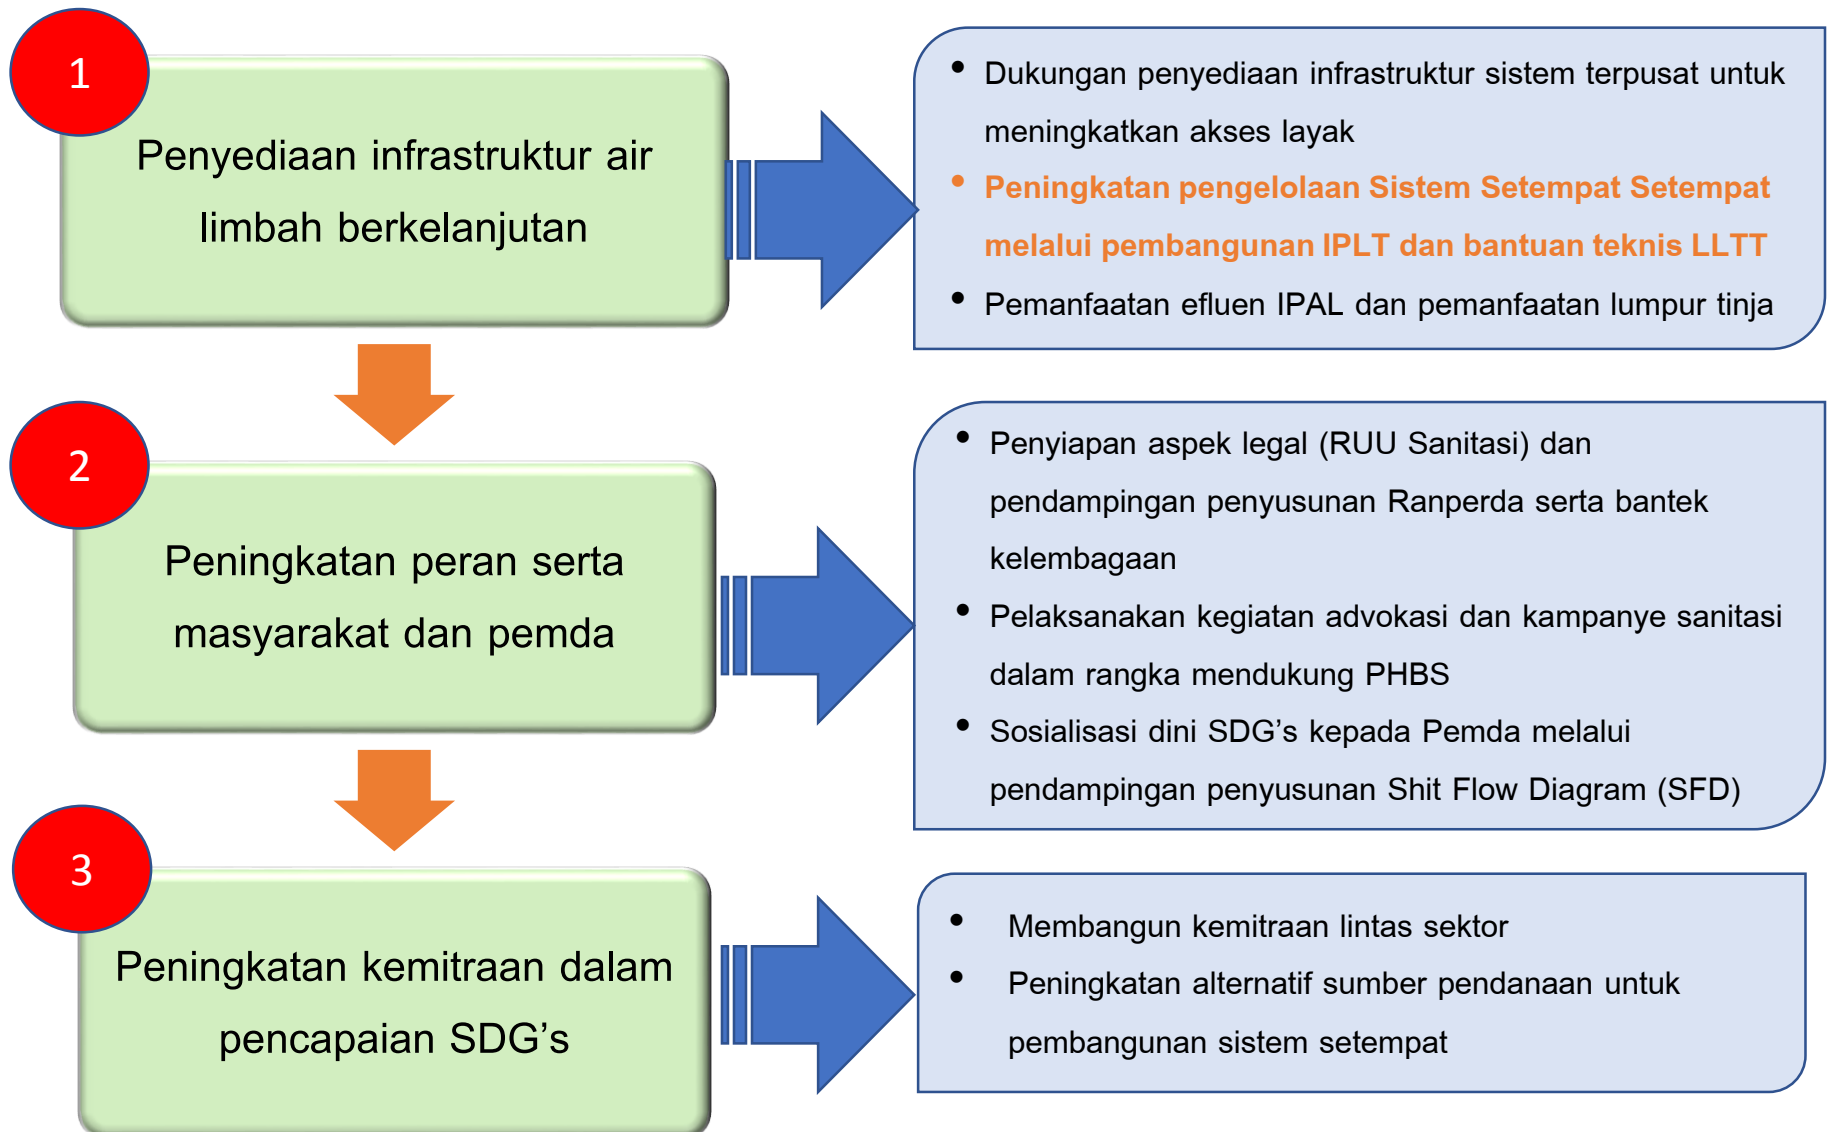 1
Penyediaan infrastruktur air
limbah berkelanjutan
• Dukungan penyediaan infrastruktur sistem terpusat untuk
meningkatkan akses layak
• Peningkatan pengelolaan Sistem Setempat Setempat
melalui pembangunan IPLT dan bantuan teknis LLTT
• Pemanfaatan efluen IPAL dan pemanfaatan lumpur tinja
2
Peningkatan peran serta
masyarakat dan pemda
• Penyiapan aspek legal (RUU Sanitasi) dan
pendampingan penyusunan Ranperda serta bantek
kelembagaan
• Pelaksanakan kegiatan advokasi dan kampanye sanitasi
dalam rangka mendukung PHBS
• Sosialisasi dini SDG’s kepada Pemda melalui
pendampingan penyusunan Shit Flow Diagram (SFD)
3
Peningkatan kemitraan dalam
pencapaian SDG’s
• Membangun kemitraan lintas sektor
• Peningkatan alternatif sumber pendanaan untuk
pembangunan sistem setempat